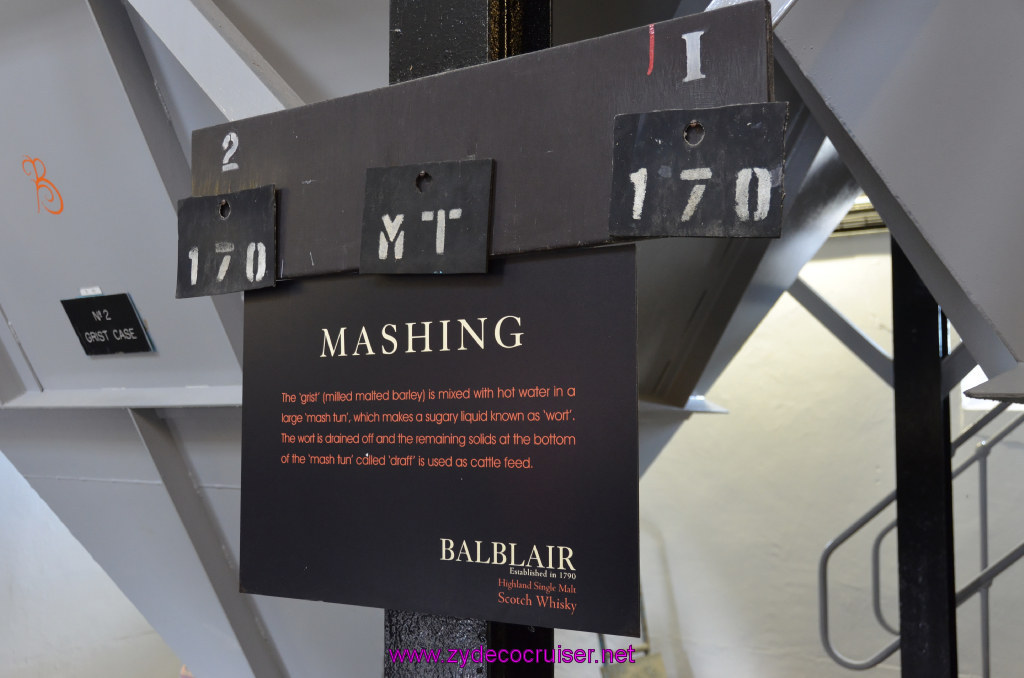 2
I
170
MT
170
Nº 2
GRIST CASE
MASHING
The 'grist' (milled malted barley) is mixed with hot water in a
large 'mash tun', which makes a sugary liquid known as 'wort'.
The wort is drained off and the remaining solids at the bottom
of the 'mash tun' called 'draff' is used as cattle feed.
BALBLAIR
Established in 1790
Highland Single Malt
Scotch Whisky
B
www.zydecocruiser.net